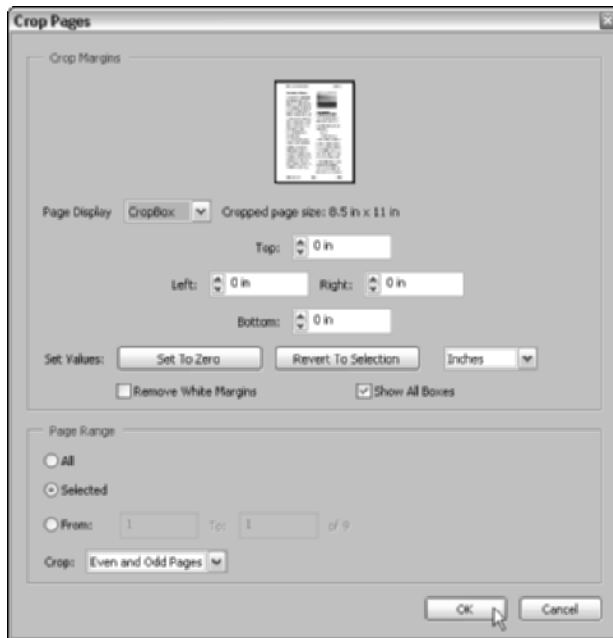 Crop Pages
Crop Margins
Page Display CropBox Cropped page size: 8.5 in x 11 in
Top: 0 in
Left: 0 in Right: 0 in
Bottom: 0 in
Set Values: Set To Zero Revert To Selection Inches
Remove White Margins Show All Boxes
Page Range
All
Selected
From: 1 To: 1 of 9
Crop: Even and Odd Pages
OK Cancel